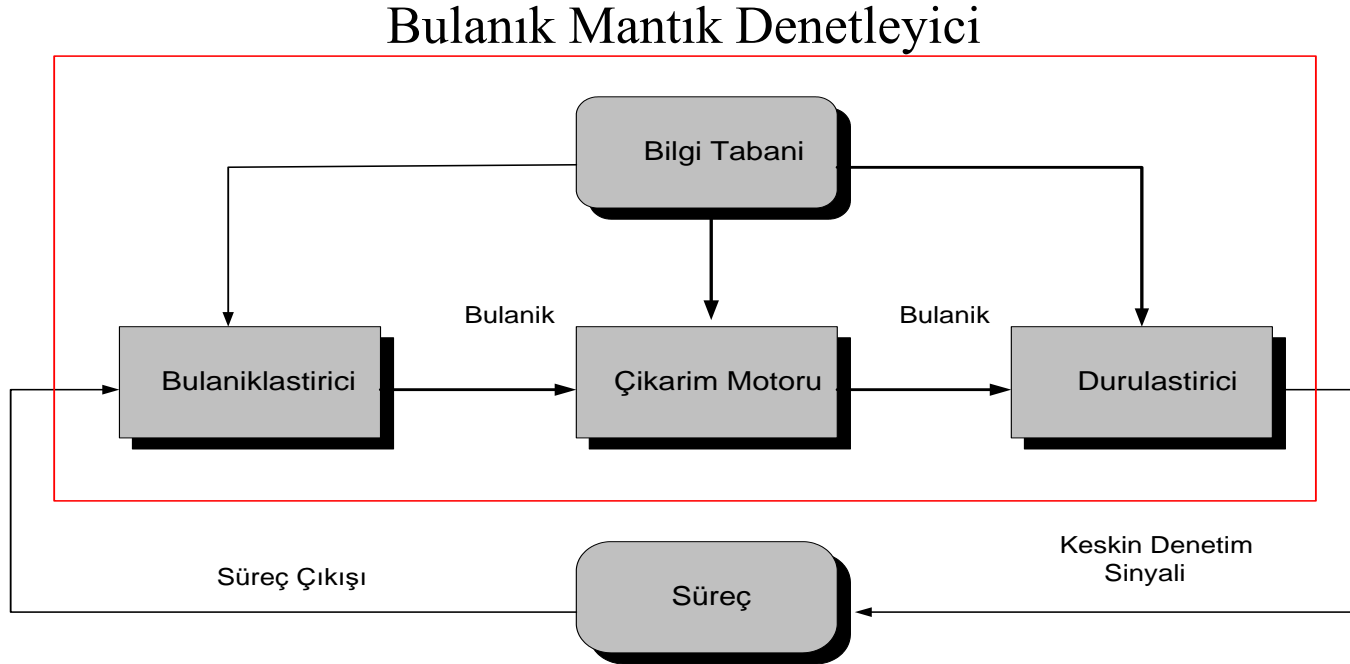 Bulanık Mantık Denetleyici
Bilgi Tabani
Bulanik
Bulanik
Bulaniklastirici
Çikarim Motoru
Durulastirici
Keskin Denetim
Sinyali
Süreç Çıkışı
Süreç